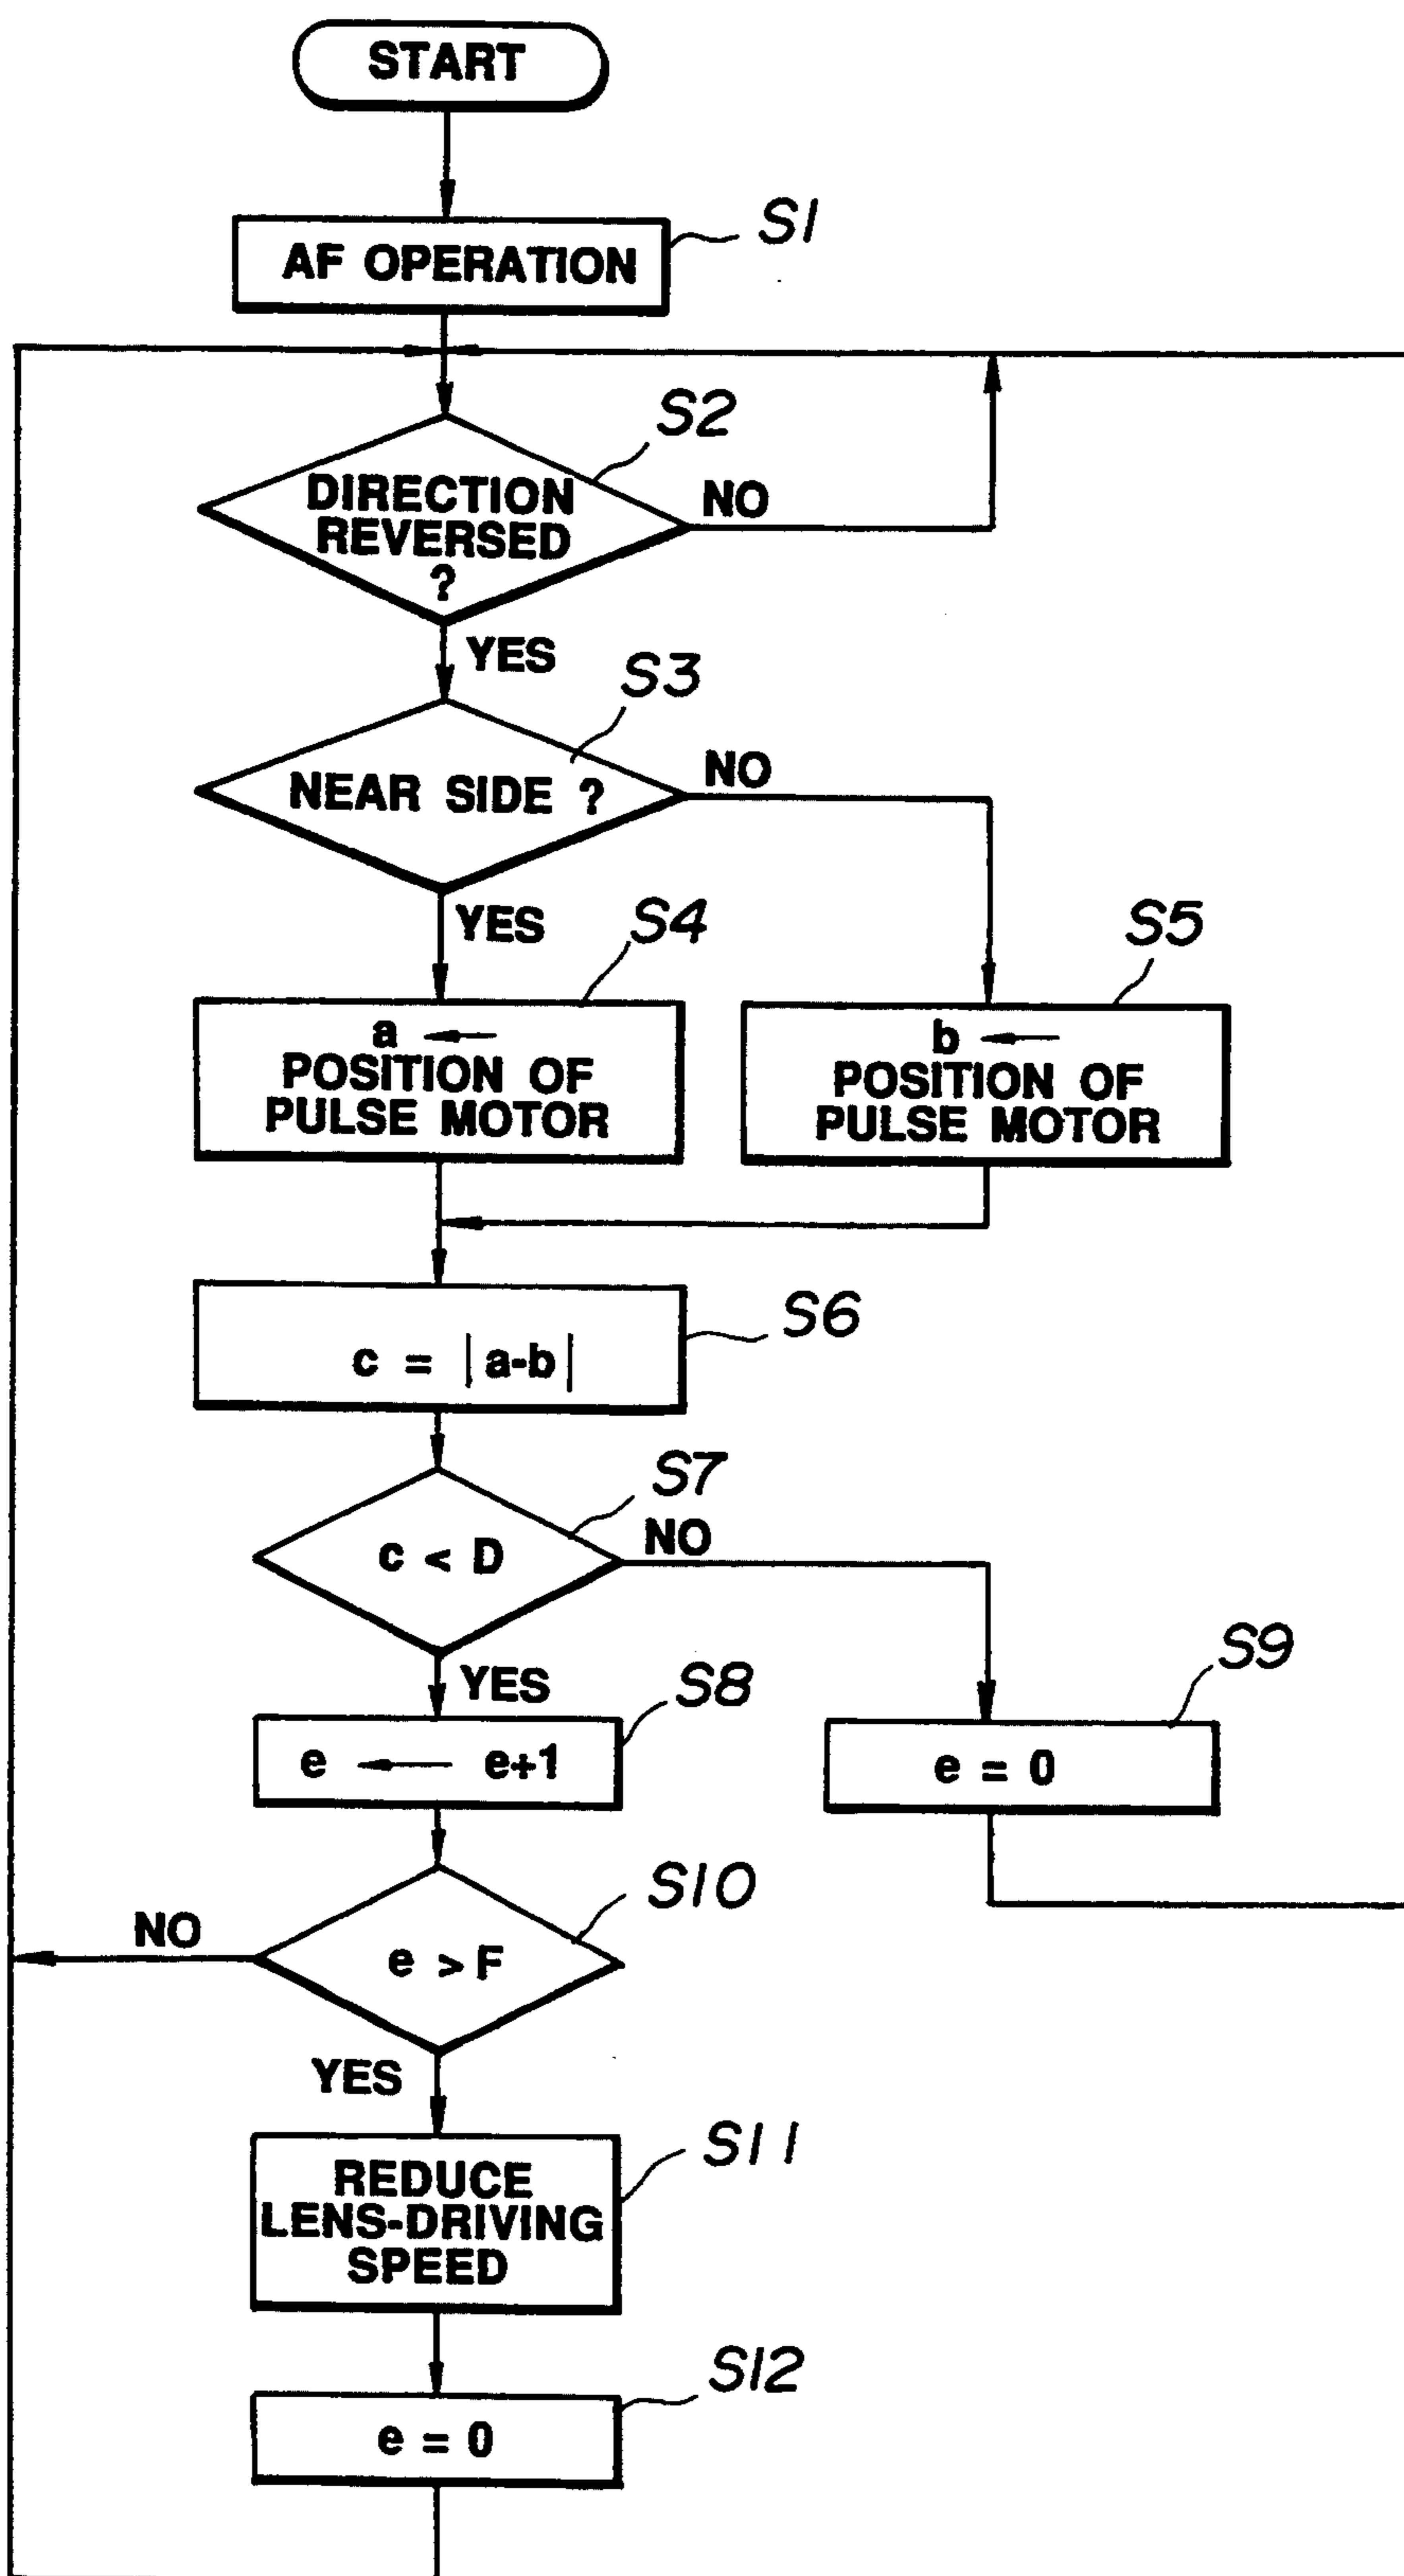 START
AF OPERATION
S1
S2
DIRECTION
REVERSED
?
NO
YES
S3
NEAR SIDE ?
NO
YES
S4
a ←
POSITION OF
PULSE MOTOR
S5
b ←
POSITION OF
PULSE MOTOR
S6
c = |a-b|
S7
c < D
NO
YES
S8
e ← e+1
S9
e = 0
S10
e > F
NO
YES
S11
REDUCE
LENS-DRIVING
SPEED
S12
e = 0